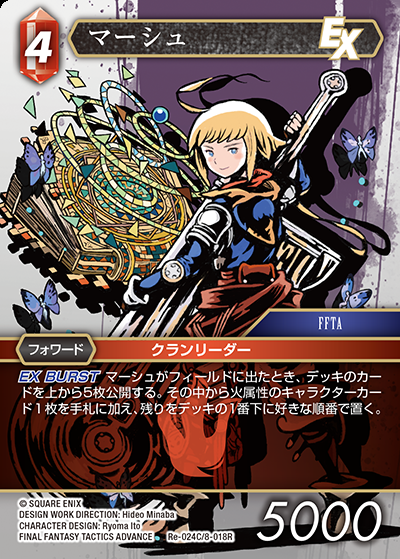 4
マーシュ
EX
FFTA
フォワード
クランリーダー
EX BURST マーシュがフィールドに出たとき、デッキのカー
ドを上から5枚公開する。その中から火属性のキャラクターカー
ド1枚を手札に加え、残りをデッキの1番下に好きな順番で置く。
© SQUARE ENIX
DESIGN WORK DIRECTION: Hideo Minaba
CHARACTER DESIGN: Ryoma Ito
FINAL FANTASY TACTICS ADVANCE
Re-024C/8-018R
5000